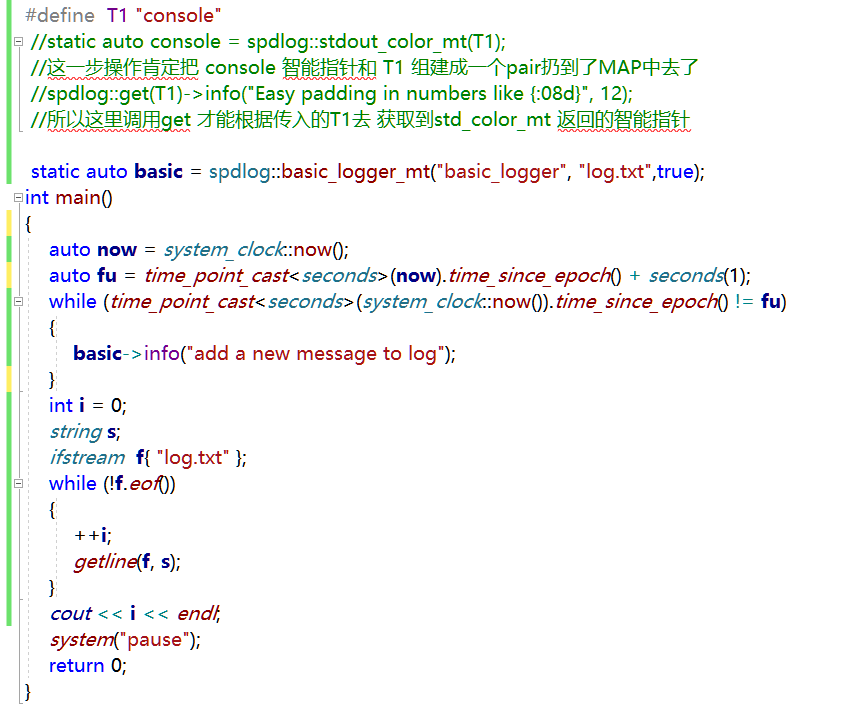 #define  T1 "console"
//static auto console = spdlog::stdout_color_mt(T1);
//这一步操作肯定把 console 智能指针和 T1 组建成一个pair扔到了MAP中去了
//spdlog::get(T1)->info("Easy padding in numbers like {:08d}", 12);
//所以这里调用get 才能根据传入的T1去 获取到std_color_mt 返回的智能指针
static auto basic = spdlog::basic_logger_mt("basic_logger", "log.txt",true);
int main()
{
auto now = system_clock::now();
auto fu = time_point_cast<seconds>(now).time_since_epoch() + seconds(1);
while (time_point_cast<seconds>(system_clock::now()).time_since_epoch() != fu)
{
basic->info("add a new message to log");
}
int i = 0;
string s;
ifstream  f{ "log.txt" };
while (!f.eof())
{
++i;
getline(f, s);
}
cout << i << endl;
system("pause");
return 0;
}